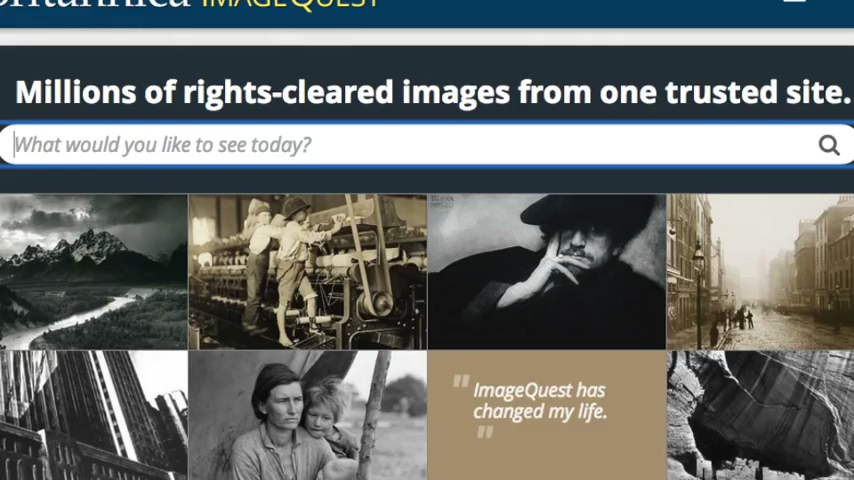 Britannica IMAGEQUEST
Millions of rights-cleared images from one trusted site.
What would you like to see today?
" ImageQuest has
changed my life.
"